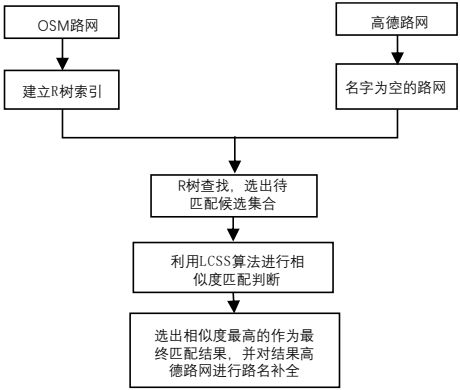 OSM路网
高德路网
建立R树索引
名字为空的路网
R树查找，选出待
匹配候选集合
利用LCSS算法进行相
似度匹配判断
选出相似度最高的作为最
终匹配结果，并对结果高
德路网进行路名补全